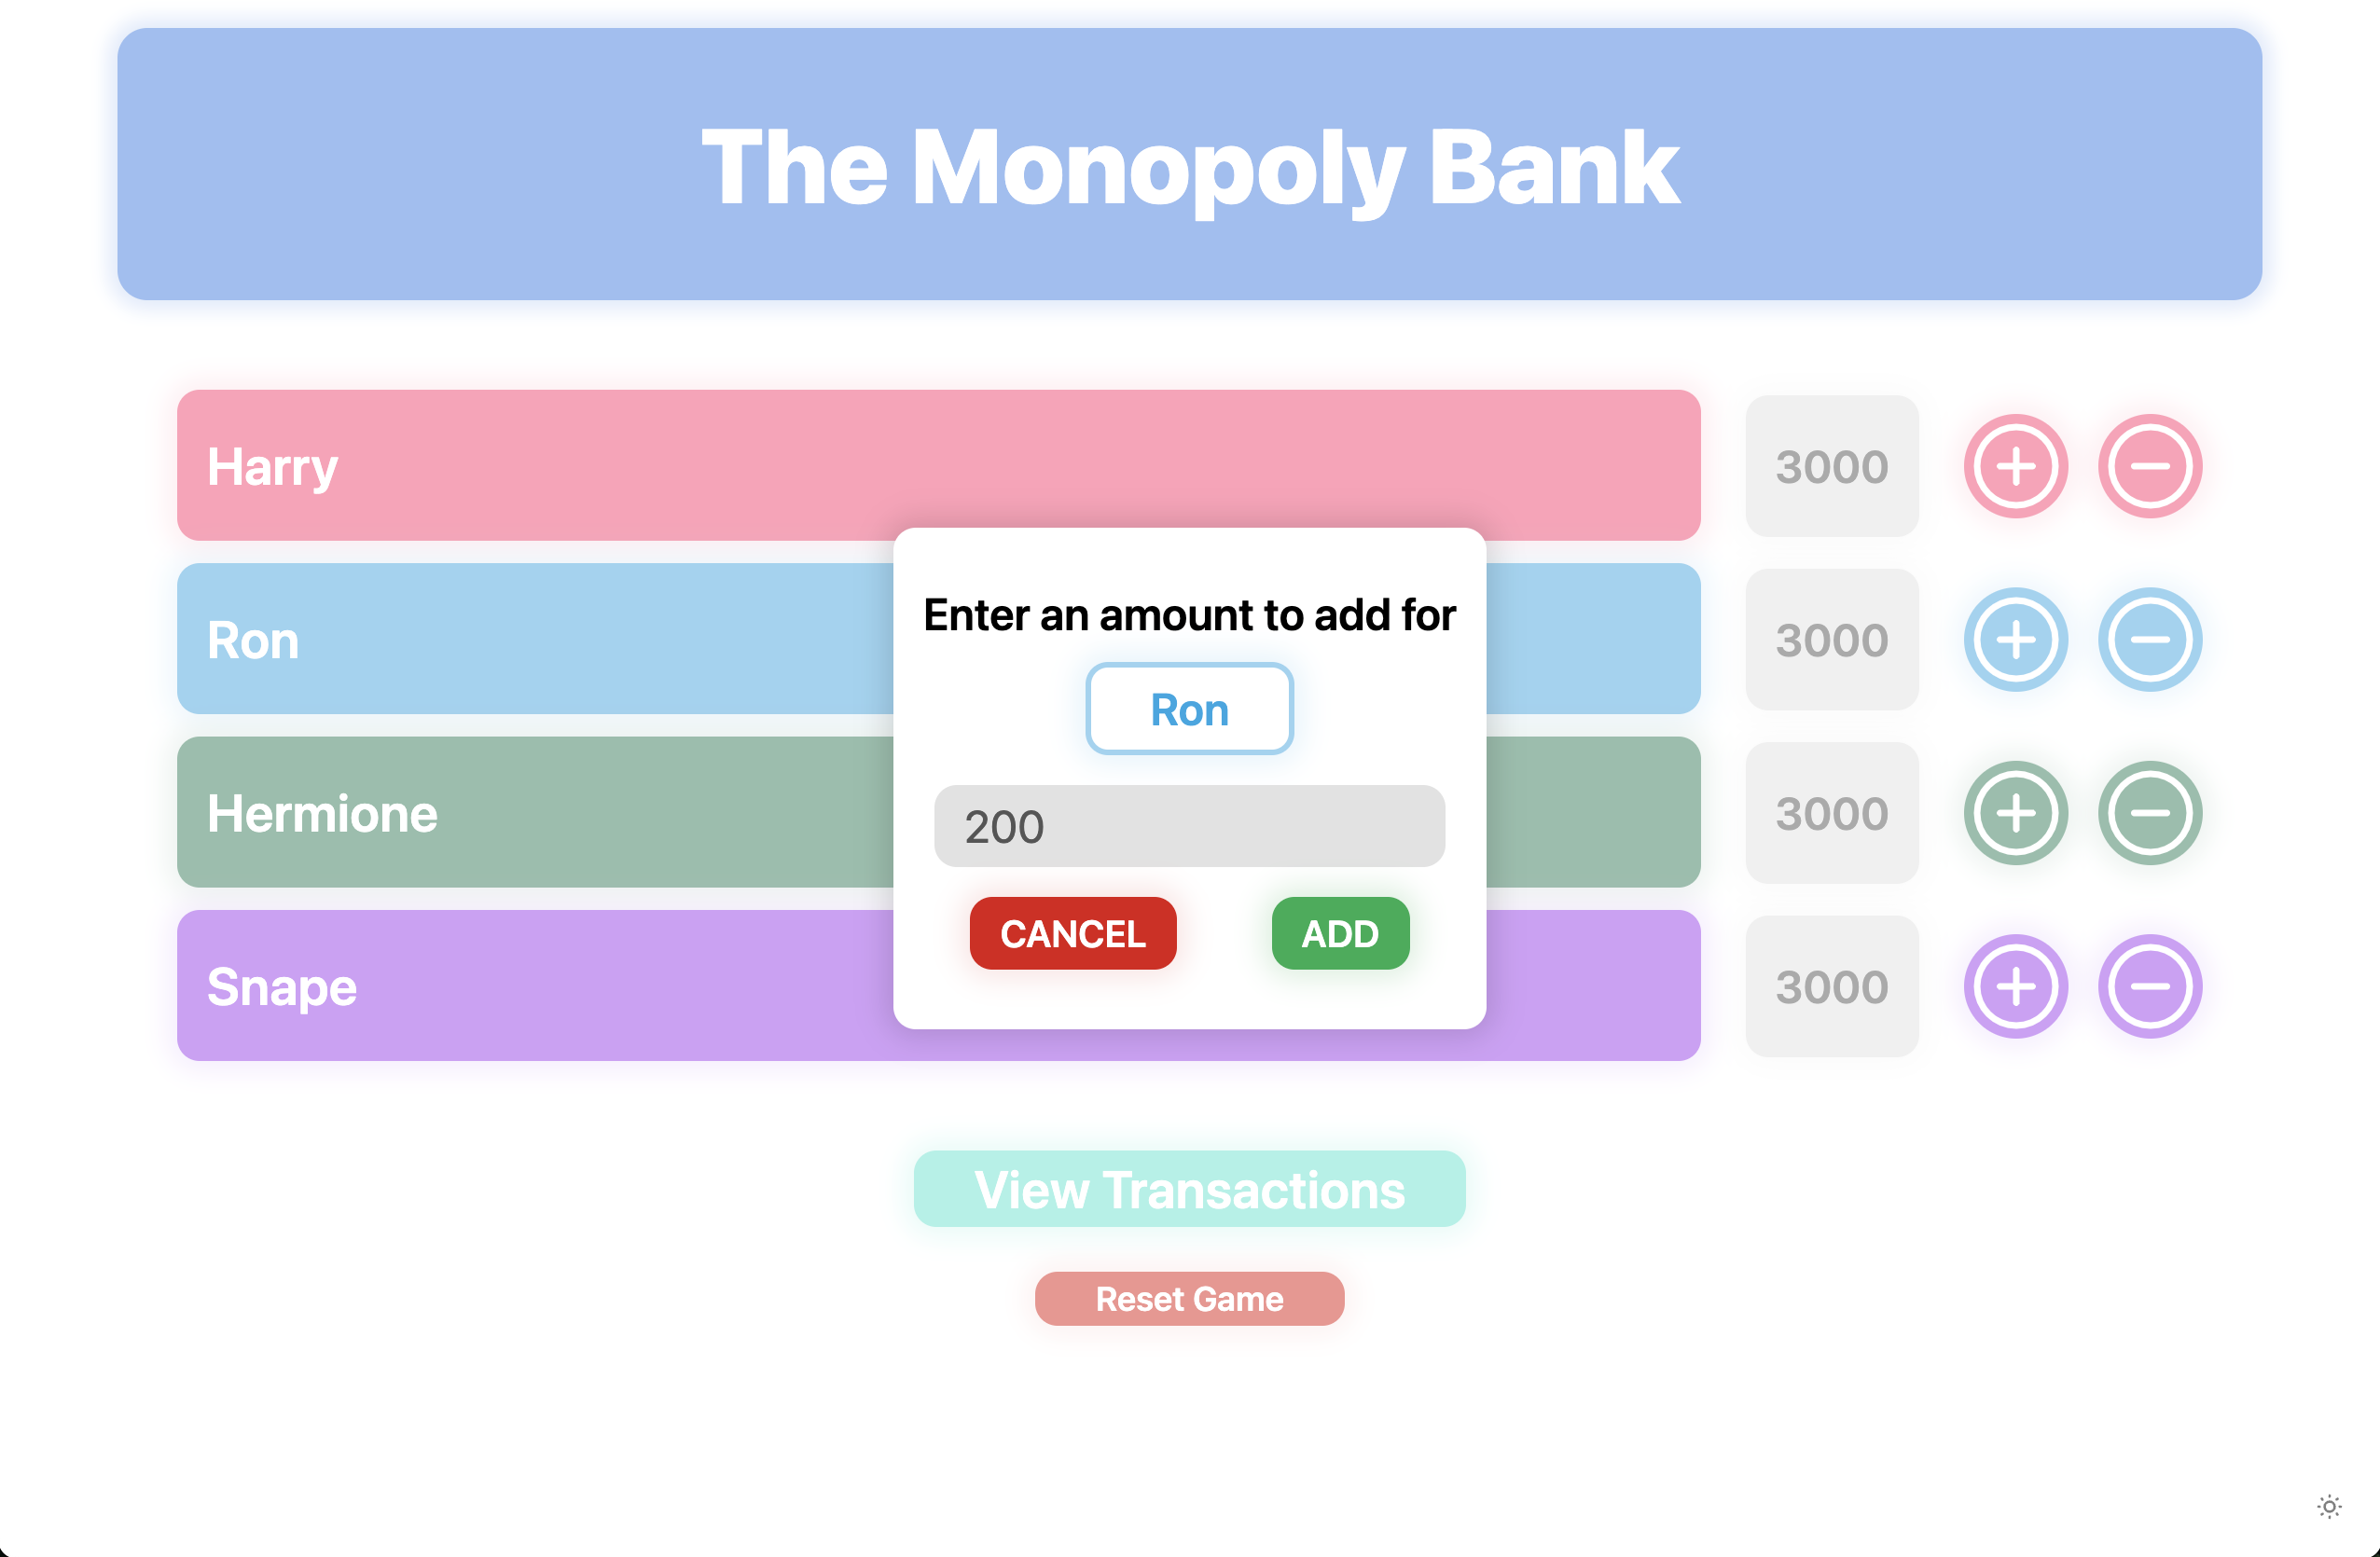 The Monopoly Bank
Harry 3000
Enter an amount to add for
Ron
Ron 3000
200
Hermione 3000
CANCEL ADD
Snape 3000
View Transactions
Reset Game